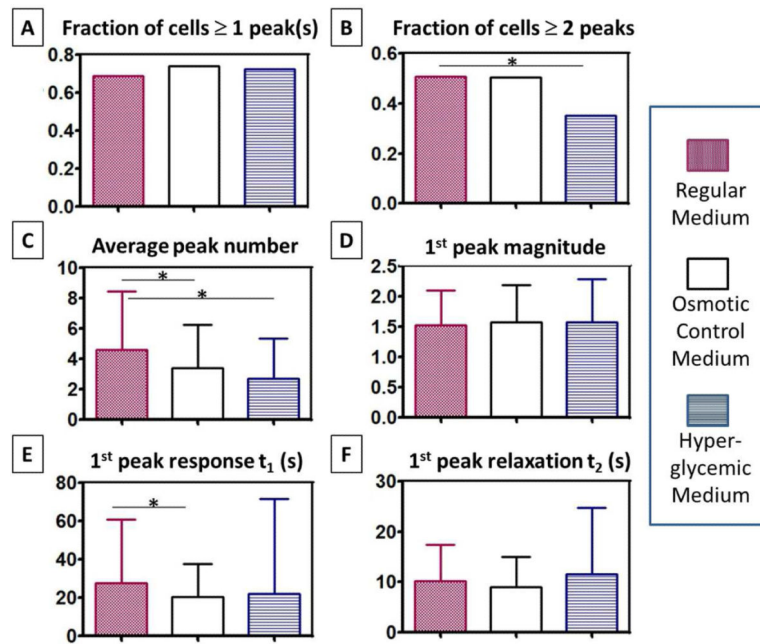 A
Fraction of cells ≥ 1 peak(s)
0.8
0.6
0.4
0.2
0.0
B
Fraction of cells ≥ 2 peaks
0.6
0.4
0.2
0.0
*
C
Average peak number
10
8
6
4
2
0
*
*
D
1st peak magnitude
2.5
2.0
1.5
1.0
0.5
0.0
E
1st peak response t1 (s)
80
60
40
20
0
*
F
1st peak relaxation t2 (s)
30
20
10
0
Regular
Medium
Osmotic
Control
Medium
Hyper-
glycemic
Medium